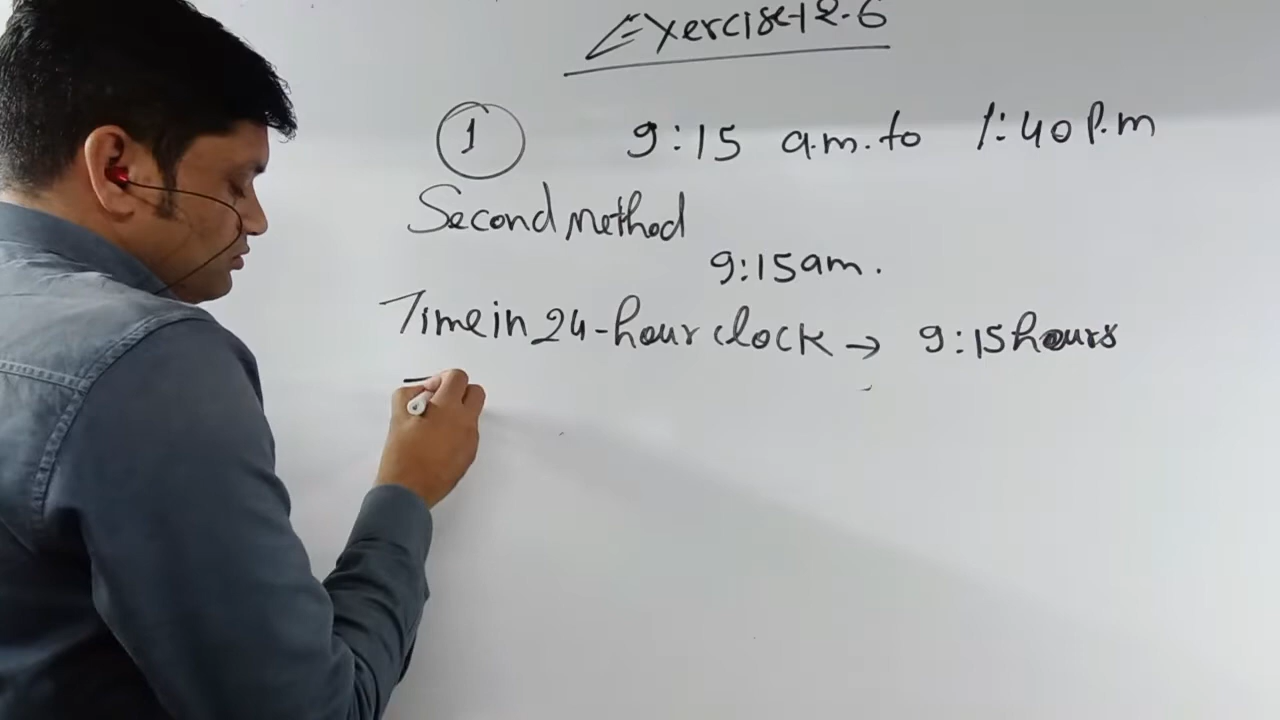 Exercise-12.6
1 9:15 a.m. to 1:40 P.m
Second method
9:15 am.
Time in 24-hour clock → 9:15 hours